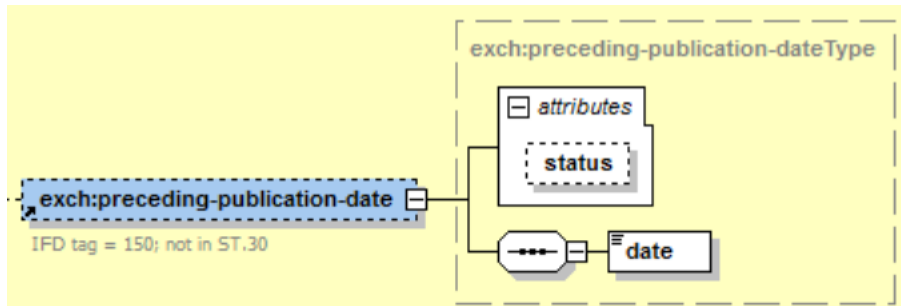 exch:preceding-publication-dateType
attributes
status
exch:preceding-publication-date
IFD tag = 150; not in ST.30
date